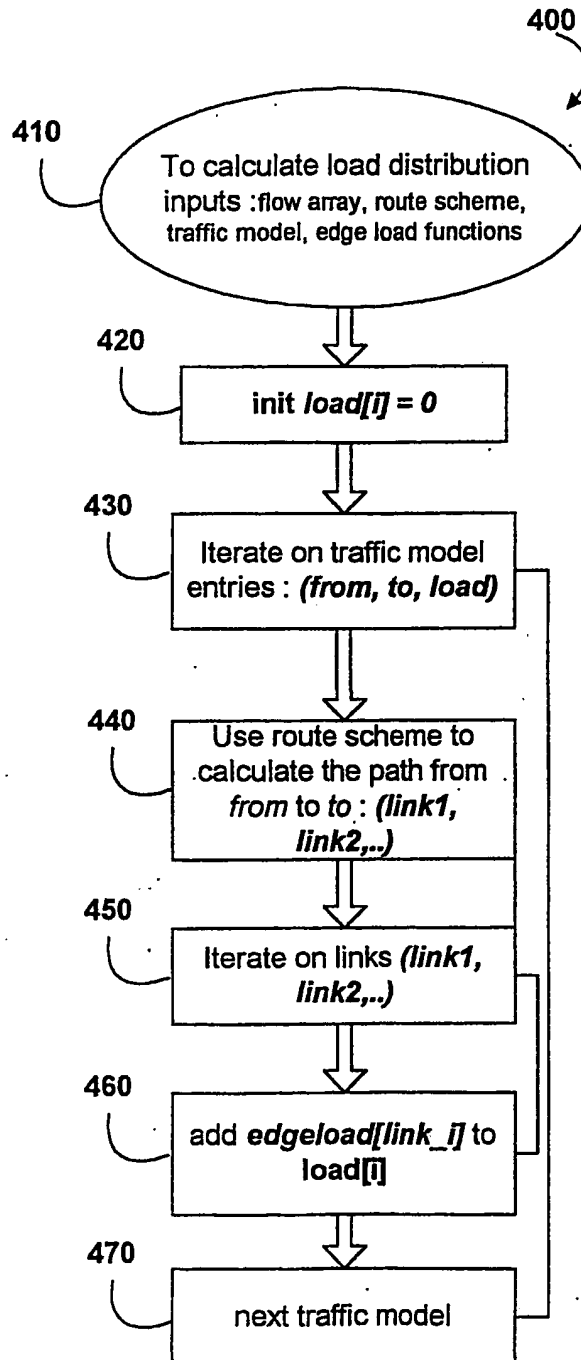 400
410
To calculate load distribution
inputs :flow array, route scheme,
traffic model, edge load functions
420
init load[i] = 0
430
Iterate on traffic model
entries : (from, to, load)
440
Use route scheme to
calculate the path from
from to to : (link1,
link2,..)
450
Iterate on links (link1,
link2,..)
460
add edgeload[link_i] to
load[i]
470
next traffic model